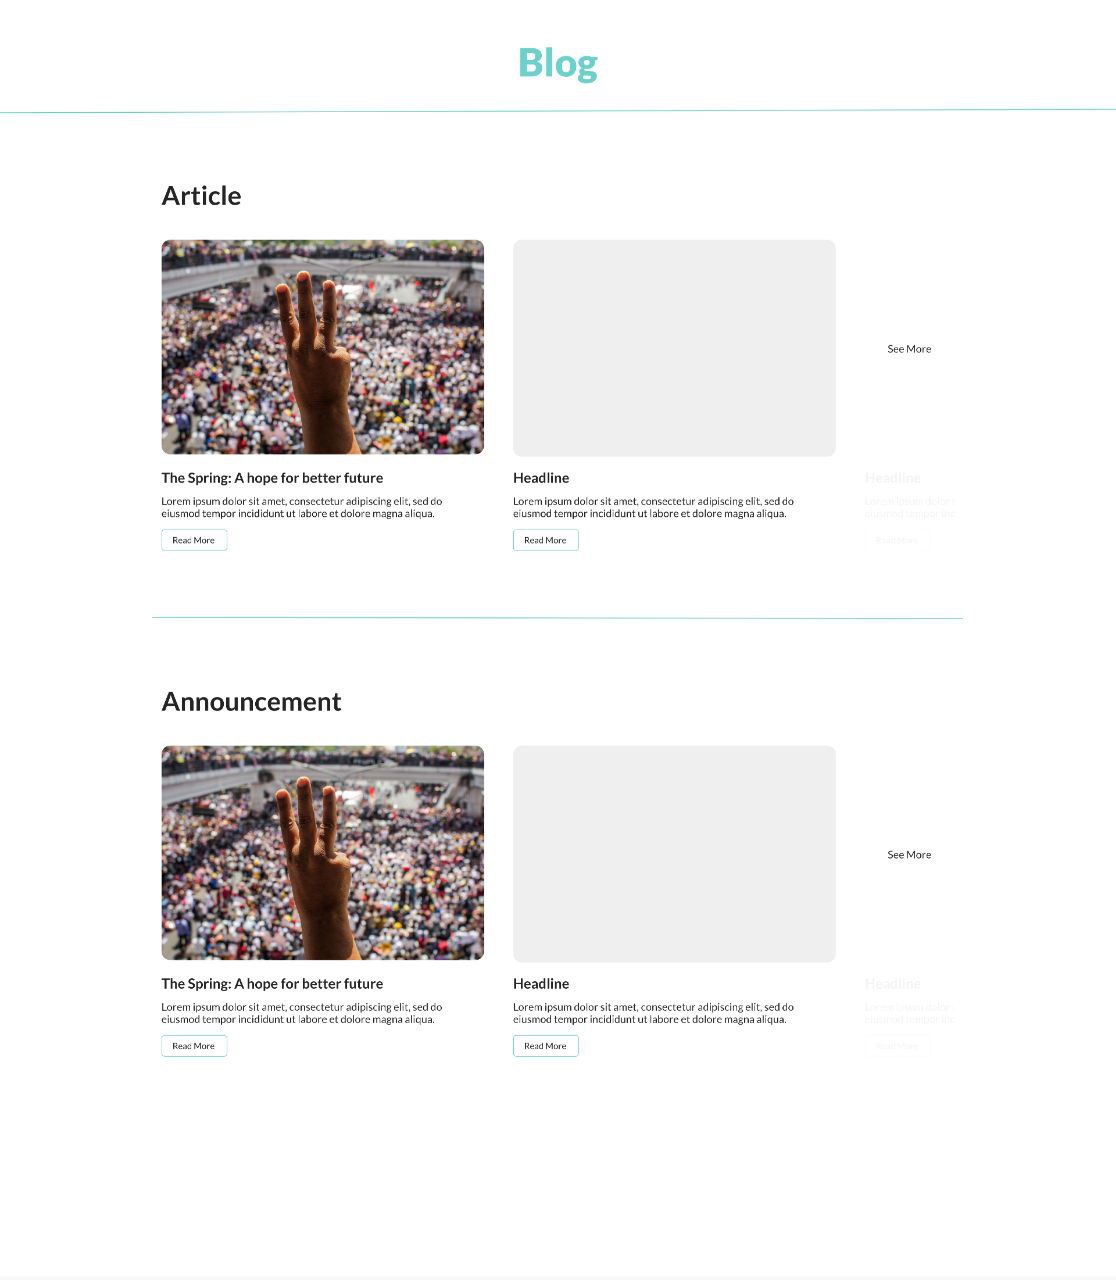 Blog
Article
See More
The Spring: A hope for better future
Lorem ipsum dolor sit amet, consectetur adipiscing elit, sed do
eiusmod tempor incididunt ut labore et dolore magna aliqua.
Read More
Headline
Lorem ipsum dolor sit amet, consectetur adipiscing elit, sed do
eiusmod tempor incididunt ut labore et dolore magna aliqua.
Read More
Headline
Lorem ipsum dolor
eiusmod tempor inc
Read More
Announcement
See More
The Spring: A hope for better future
Lorem ipsum dolor sit amet, consectetur adipiscing elit, sed do
eiusmod tempor incididunt ut labore et dolore magna aliqua.
Read More
Headline
Lorem ipsum dolor sit amet, consectetur adipiscing elit, sed do
eiusmod tempor incididunt ut labore et dolore magna aliqua.
Read More
Headline
Lorem ipsum dolor
eiusmod tempor inc
Read More